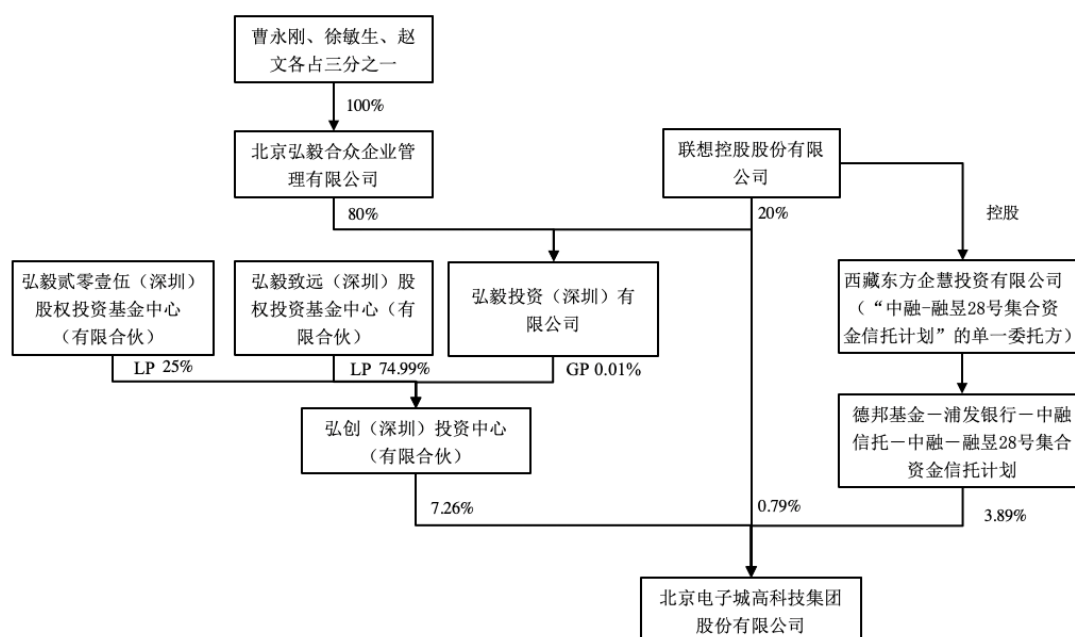 曹永刚、徐敏生、赵
文各占三分之一
100%
北京弘毅合众企业管
理有限公司
联想控股股份有限
公司
80%
20%
控股
弘毅贰零壹伍（深圳）
股权投资基金中心
（有限合伙）
弘毅致远（深圳）股
权投资基金中心（有
限合伙）
弘毅投资（深圳）有
限公司
西藏东方企慧投资有限公司
（“中融-融昱28号集合资
金信托计划”的单一委托方）
LP 25%
LP 74.99%
GP 0.01%
弘创（深圳）投资中心
（有限合伙）
德邦基金－浦发银行－中融
信托－中融－融昱28号集合
资金信托计划
7.26%
0.79%
3.89%
北京电子城高科技集团
股份有限公司